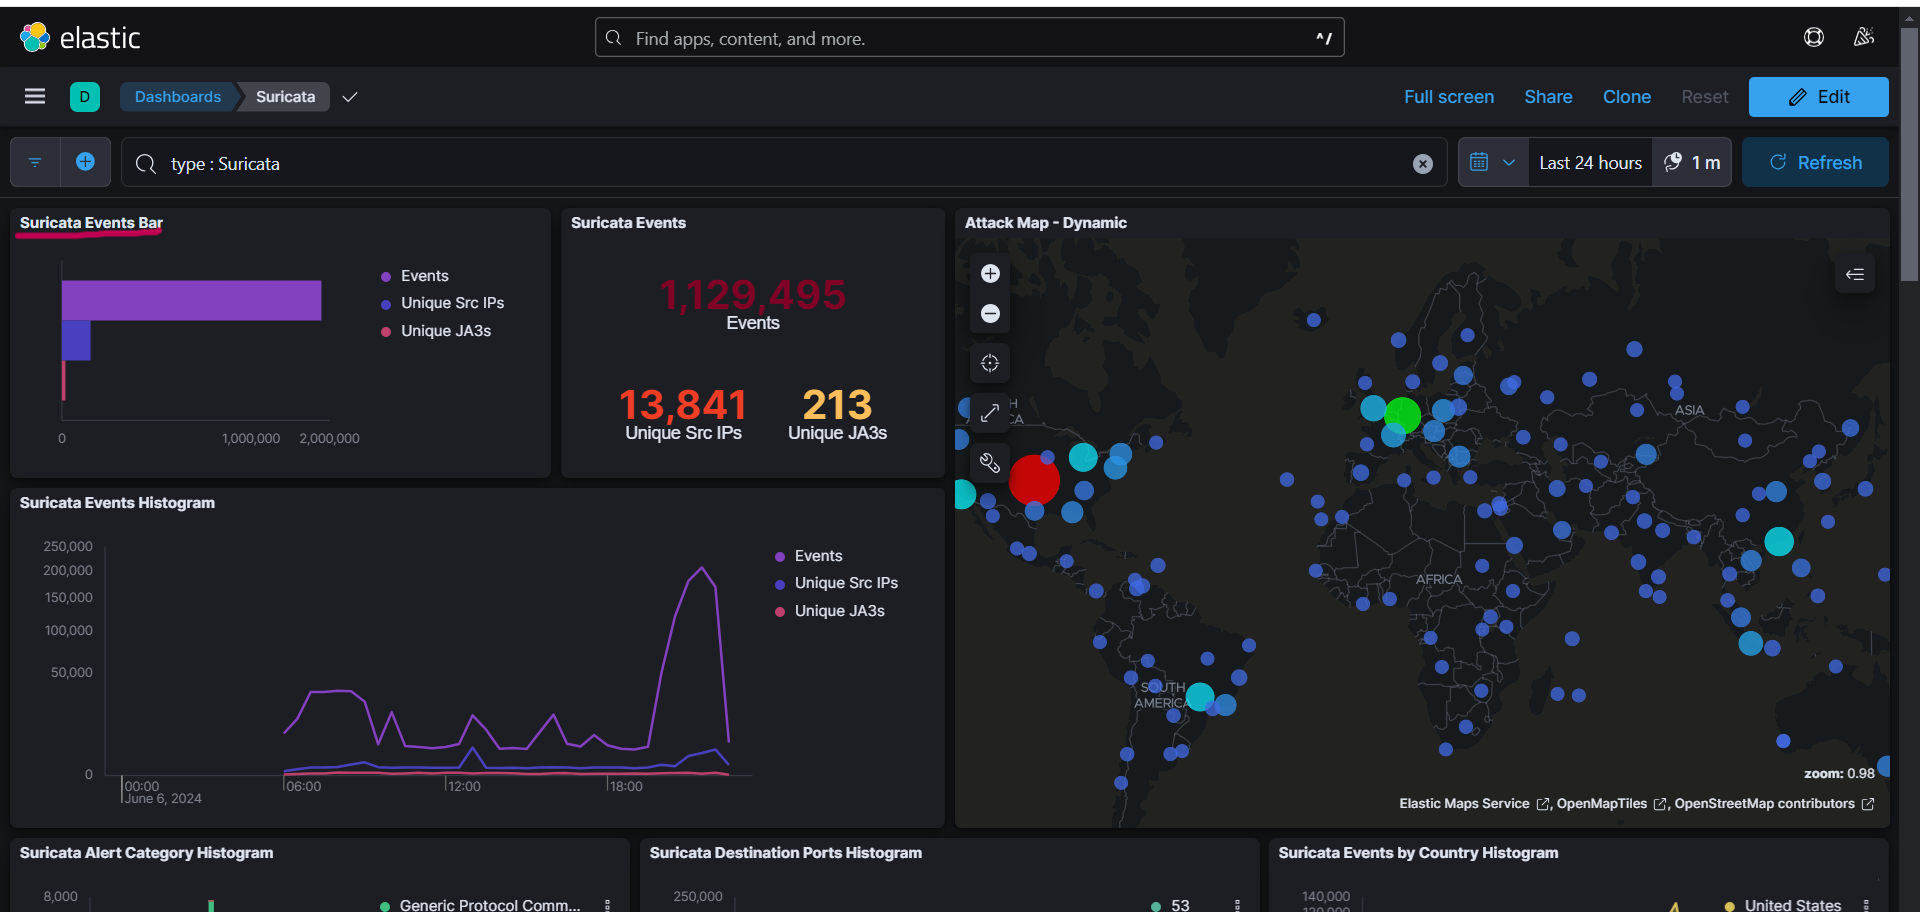 elastic
Find apps, content, and more.
^/
D
Dashboards
Suricata
Full screen
Share
Clone
Reset
Edit
type : Suricata
Last 24 hours
1 m
Refresh
Suricata Events Bar
Events
Unique Src IPs
Unique JA3s
0
1,000,000
2,000,000
Suricata Events
1,129,495
Events
13,841
Unique Src IPs
213
Unique JA3s
Attack Map - Dynamic
ASIA
AFRICA
SOUTH
AMERICA
zoom: 0.98
Elastic Maps Service , OpenMapTiles , OpenStreetMap contributors
Suricata Events Histogram
250,000
200,000
150,000
100,000
50,000
0
00:00
June 6, 2024
06:00
12:00
18:00
Events
Unique Src IPs
Unique JA3s
Suricata Alert Category Histogram
8,000
Generic Protocol Comm...
Suricata Destination Ports Histogram
250,000
53
Suricata Events by Country Histogram
140,000
United States